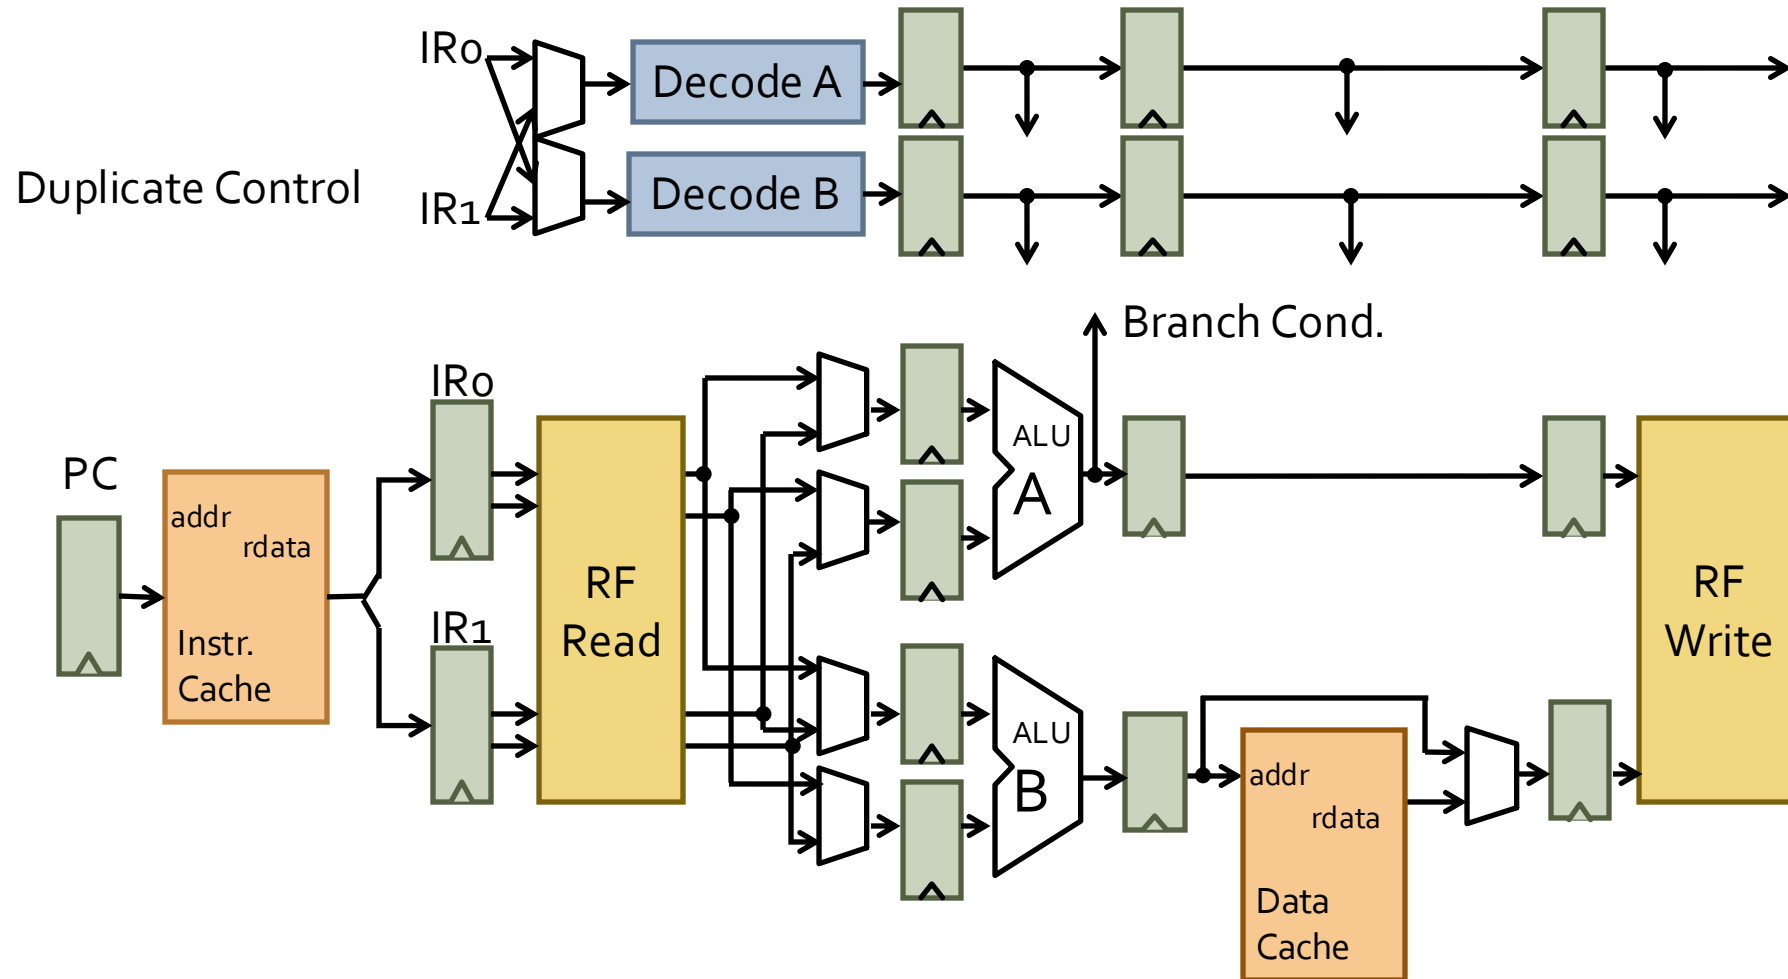 IR0
Decode A
Duplicate Control
IR1
Decode B
Branch Cond.
IR0
PC
addr
rdata
Instr.
Cache
IR1
RF
Read
ALU
A
ALU
B
addr
rdata
Data
Cache
RF
Write